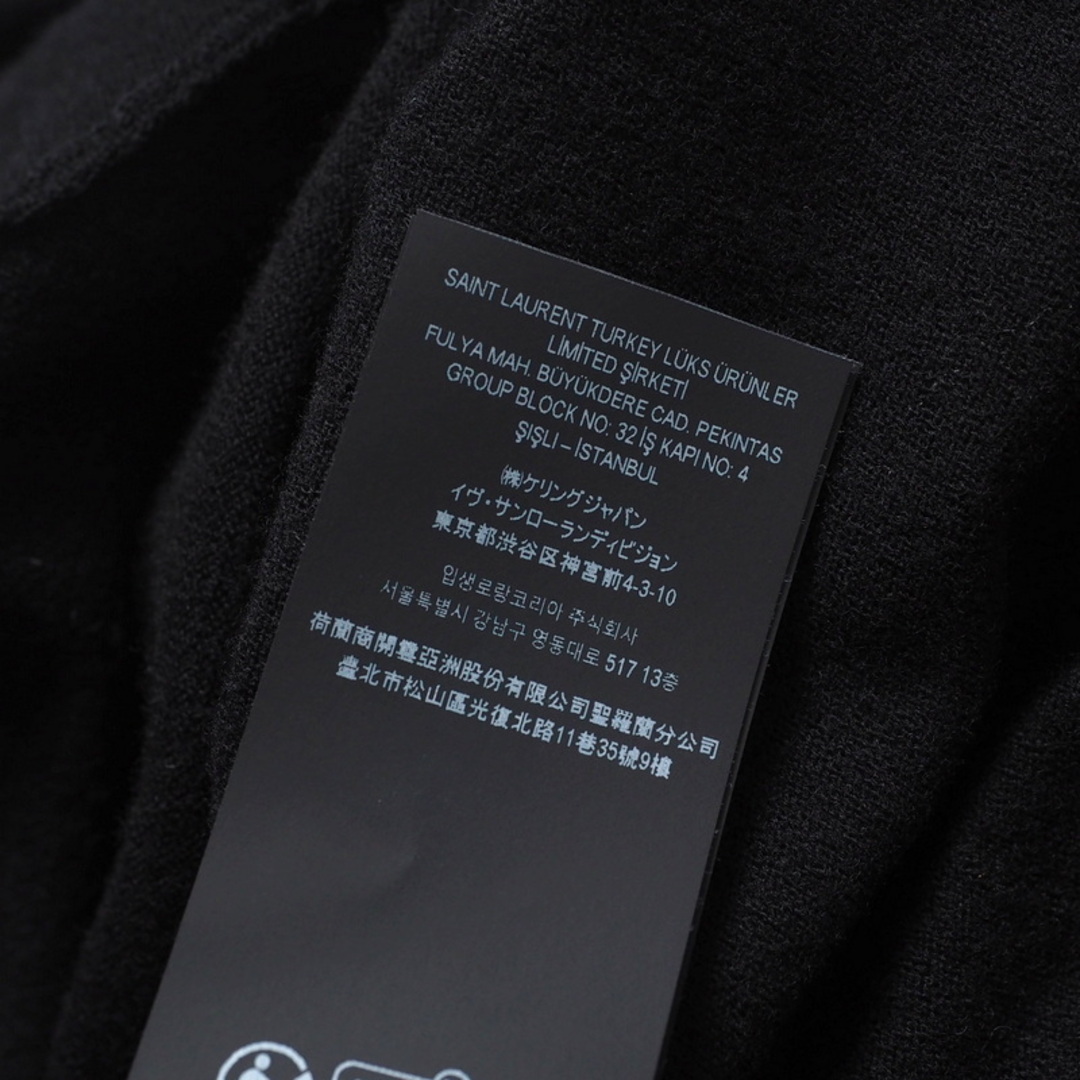 SAINT LAURENT TURKEY LÜKS ÜRÜNLER
LİMİTED ŞİRKETİ
FULYA MAH. BÜYÜKDERE CAD. PEKINTAS
GROUP BLOCK NO: 32 İŞ KAPI NO: 4
ŞIŞLI – İSTANBUL
㈱ケリングジャパン
イヴ・サンローランディビジョン
東京都渋谷区神宮前4-3-10
입생로랑코리아 주식회사
서울특별시 강남구 영동대로 517 13층
荷蘭商開雲亞洲股份有限公司聖羅蘭分公司
臺北市松山區光復北路11巷35號9樓